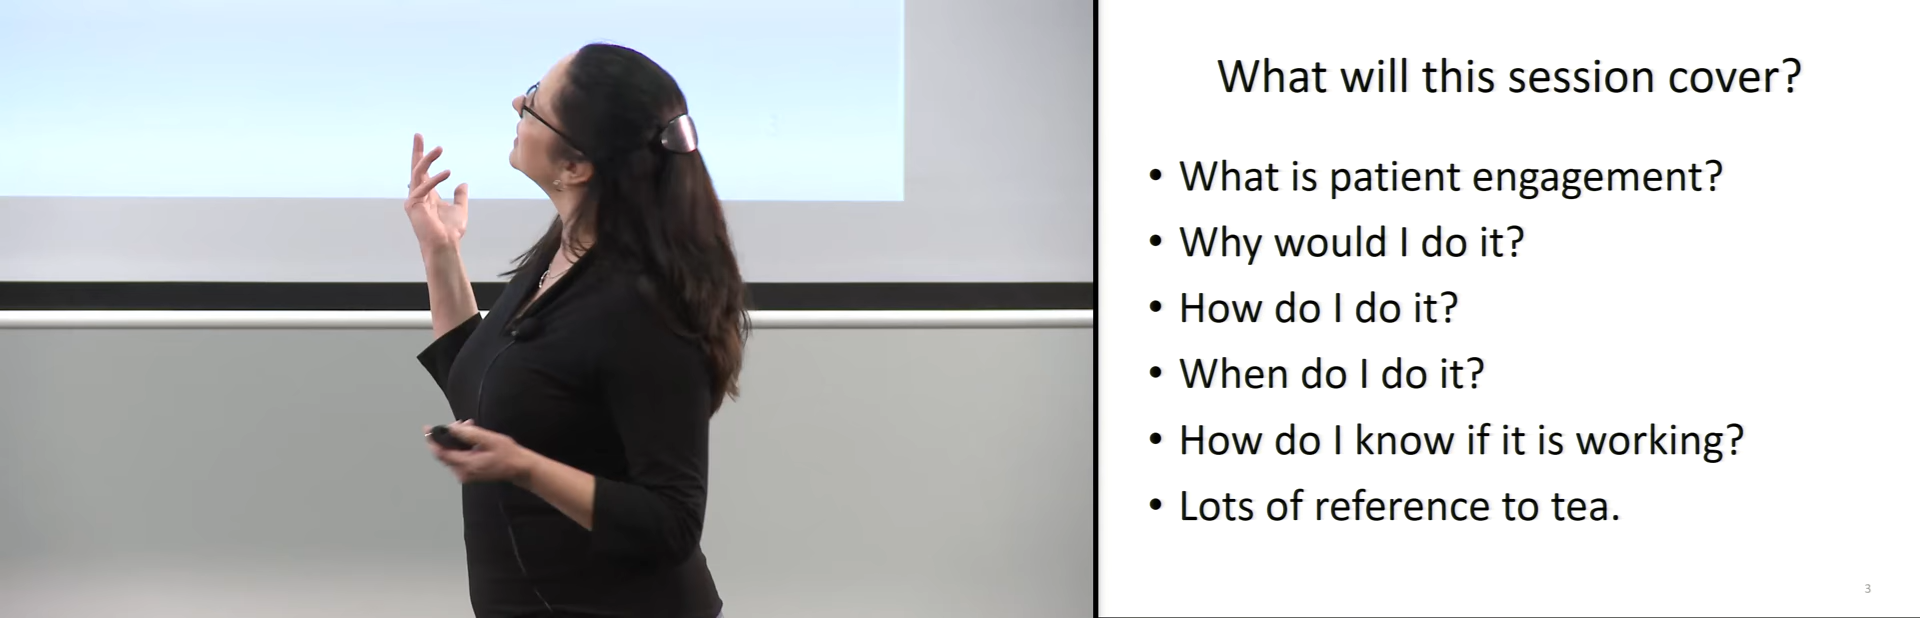 What will this session cover?
• What is patient engagement?
• Why would I do it?
• How do I do it?
• When do I do it?
• How do I know if it is working?
• Lots of reference to tea.
3